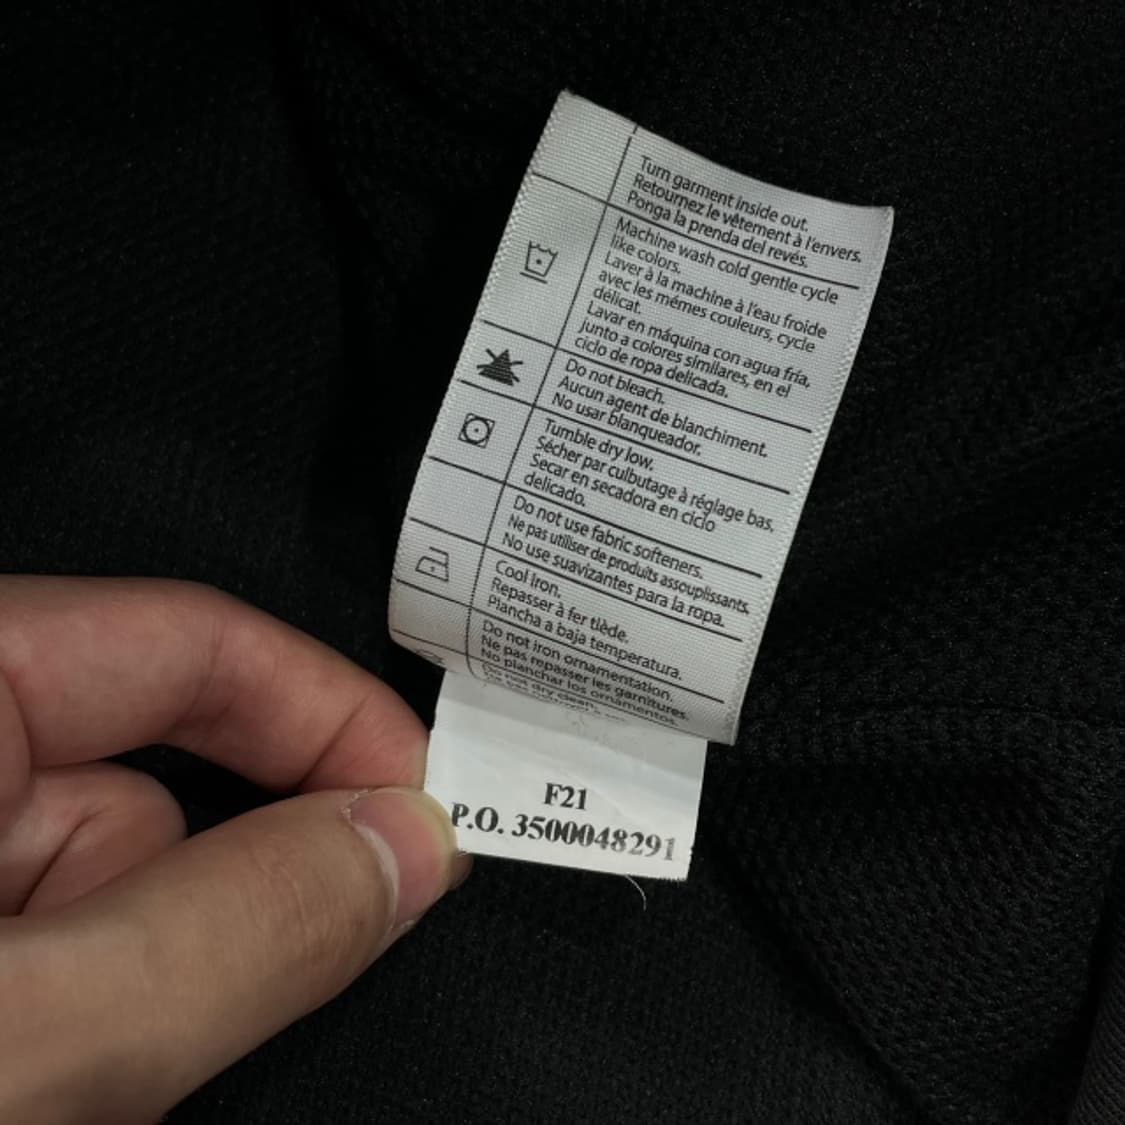 Turn garment inside out.
Retournez le vêtement à l'envers.
Ponga la prenda del revés.
Machine wash cold gentle cycle
like colors.
Laver à la machine à l'eau froide
avec les mêmes couleurs, cycle
délicat.
Lavar en máquina con agua fría,
junto a colores similares, en el
ciclo de ropa delicada.
Do not bleach.
Aucun agent de blanchiment.
No usar blanqueador.
Tumble dry low.
Sécher par culbutage à réglage bas.
Secar en secadora en ciclo
delicado.
Do not use fabric softeners.
Ne pas utiliser de produits assouplissants.
No use suavizantes para la ropa.
Cool Iron.
Repasser à fer tiède.
Plancha a baja temperatura.
Do not iron ornamentation.
Ne pas repasser les garnitures.
No planchar los ornamentos.
Do not dry clean.
F21
P.O. 3500048291